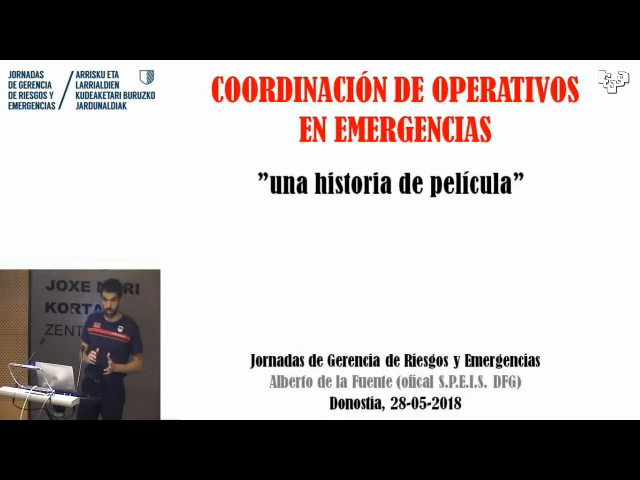 JORNADAS
DE GERENCIA
DE RIESGOS Y
EMERGENCIAS
ARRISKU ETA
LARRIALDIEN
KUDEAKETARI BURUZKO
JARDUNALDIAK
COORDINACIÓN DE OPERATIVOS
EN EMERGENCIAS
”una historia de película”
JOXE MARI
KORTA
ZENT
Jornadas de Gerencia de Riesgos y Emergencias
Alberto de la Fuente (ofical S.P.E.I.S. DFG)
Donostia, 28-05-2018